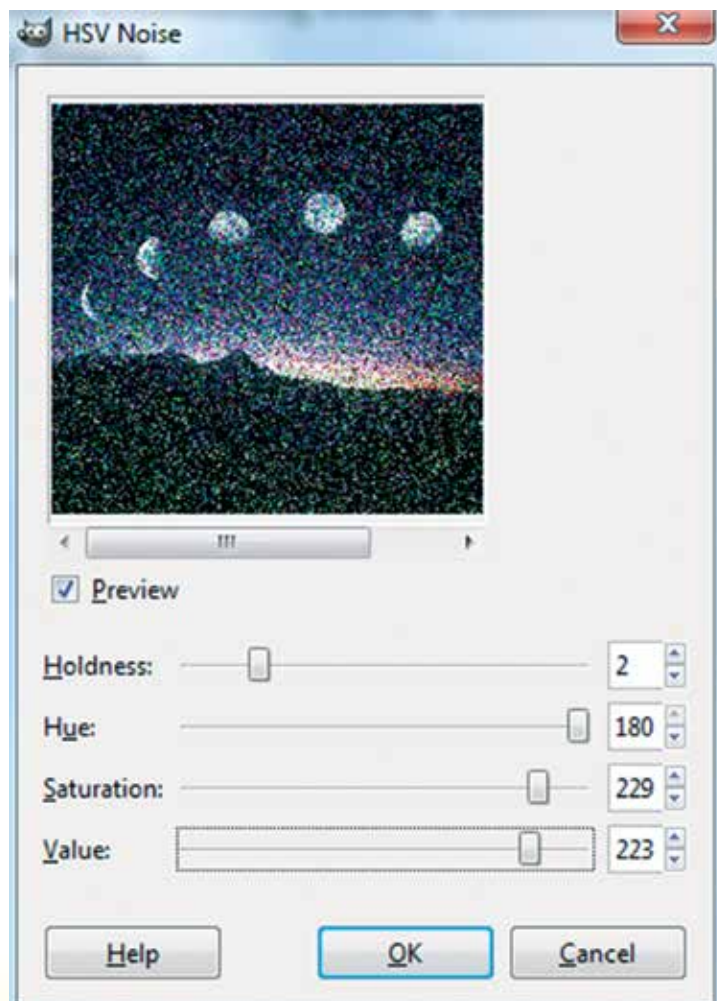 HSV Noise
Preview
Holdness: 2
Hue: 180
Saturation: 229
Value: 223
Help OK Cancel